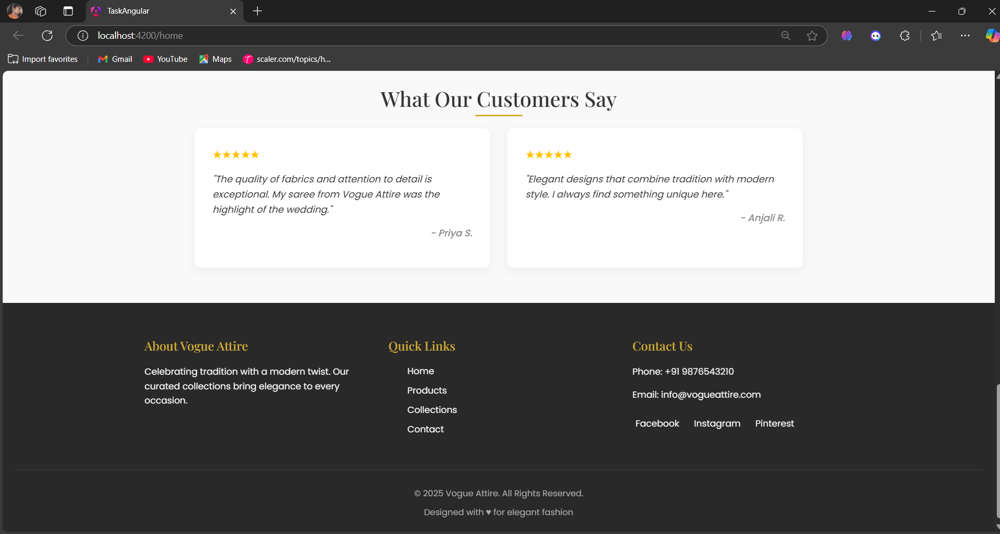 TaskAngular
localhost:4200/home
Import favorites
Gmail
YouTube
Maps
scaler.com/topics/h...
What Our Customers Say
★★★★★
"The quality of fabrics and attention to detail is
exceptional. My saree from Vogue Attire was the
highlight of the wedding."
- Priya S.
★★★★★
"Elegant designs that combine tradition with modern
style. I always find something unique here."
- Anjali R.
About Vogue Attire
Celebrating tradition with a modern twist. Our
curated collections bring elegance to every
occasion.
Quick Links
Home
Products
Collections
Contact
Contact Us
Phone: +91 9876543210
Email: info@vogueattire.com
Facebook Instagram Pinterest
© 2025 Vogue Attire. All Rights Reserved.
Designed with ♥ for elegant fashion